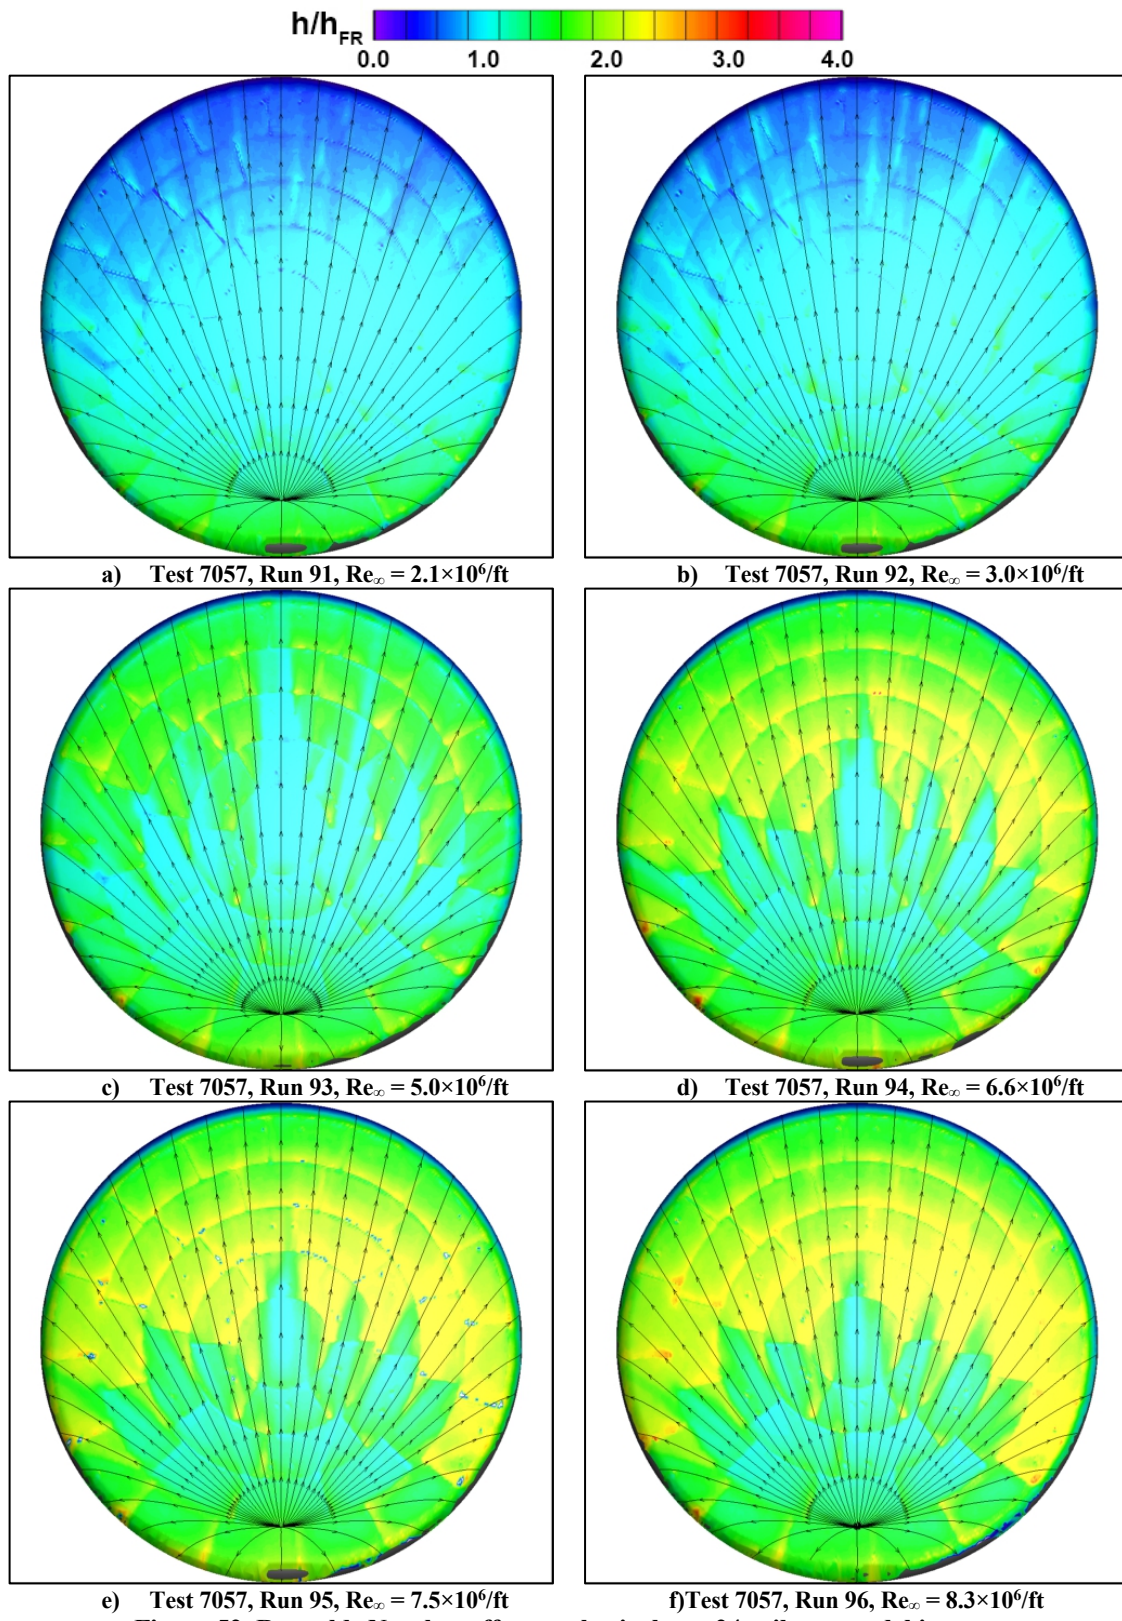 h/hFR
0.0 1.0 2.0 3.0 4.0
a) Test 7057, Run 91, Re∞ = 2.1×10⁶/ft
b) Test 7057, Run 92, Re∞ = 3.0×10⁶/ft
c) Test 7057, Run 93, Re∞ = 5.0×10⁶/ft
d) Test 7057, Run 94, Re∞ = 6.6×10⁶/ft
e) Test 7057, Run 95, Re∞ = 7.5×10⁶/ft
f)Test 7057, Run 96, Re∞ = 8.3×10⁶/ft